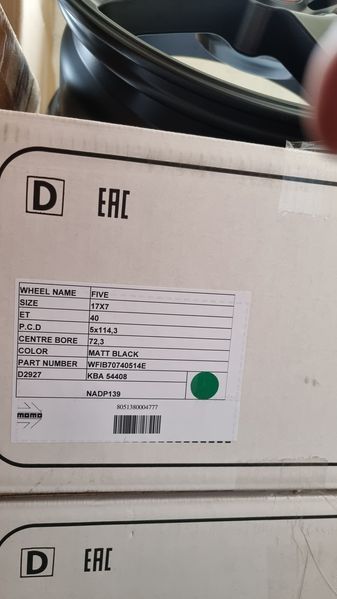 D EAC
WHEEL NAME FIVE
SIZE 17X7
ET 40
P.C.D 5x114,3
CENTRE BORE 72,3
COLOR MATT BLACK
PART NUMBER WFiB70740514E
D2927 KBA 54408
NADP139
momo
8051380004777
D EAC